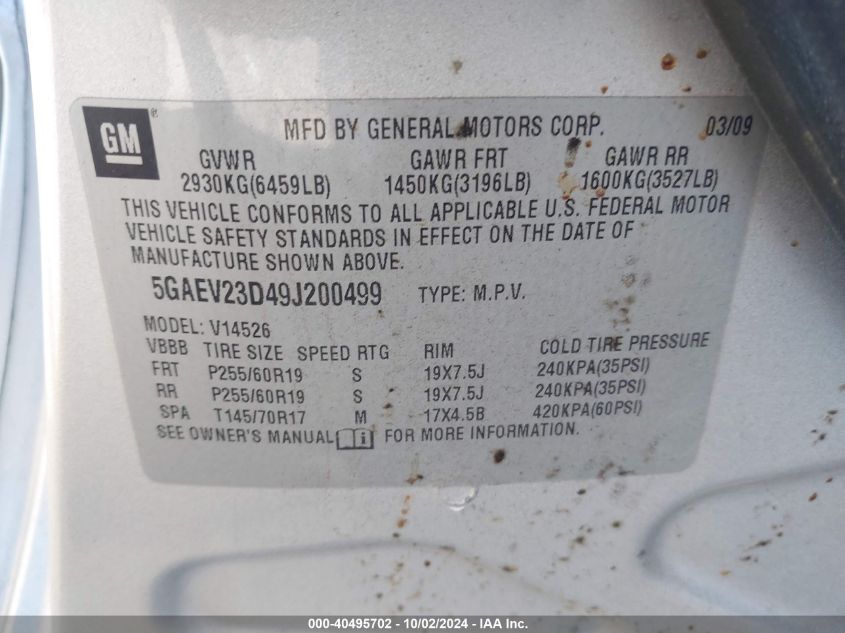 GM ® MFD BY GENERAL MOTORS CORP. 03/09
GVWR GAWR FRT GAWR RR
2930KG(6459LB) 1450KG(3196LB) 1600KG(3527LB)
THIS VEHICLE CONFORMS TO ALL APPLICABLE U.S. FEDERAL MOTOR
VEHICLE SAFETY STANDARDS IN EFFECT ON THE DATE OF
MANUFACTURE SHOWN ABOVE.
5GAEV23D49J200499 TYPE: M.P.V.
MODEL: V14526
VBBB TIRE SIZE SPEED RTG RIM COLD TIRE PRESSURE
FRT P255/60R19 S 19X7.5J 240KPA(35PSI)
RR P255/60R19 S 19X7.5J 240KPA(35PSI)
SPA T145/70R17 M 17X4.5B 420KPA(60PSI)
SEE OWNER'S MANUAL FOR MORE INFORMATION.
000-40495702 - 10/02/2024 - IAA Inc.